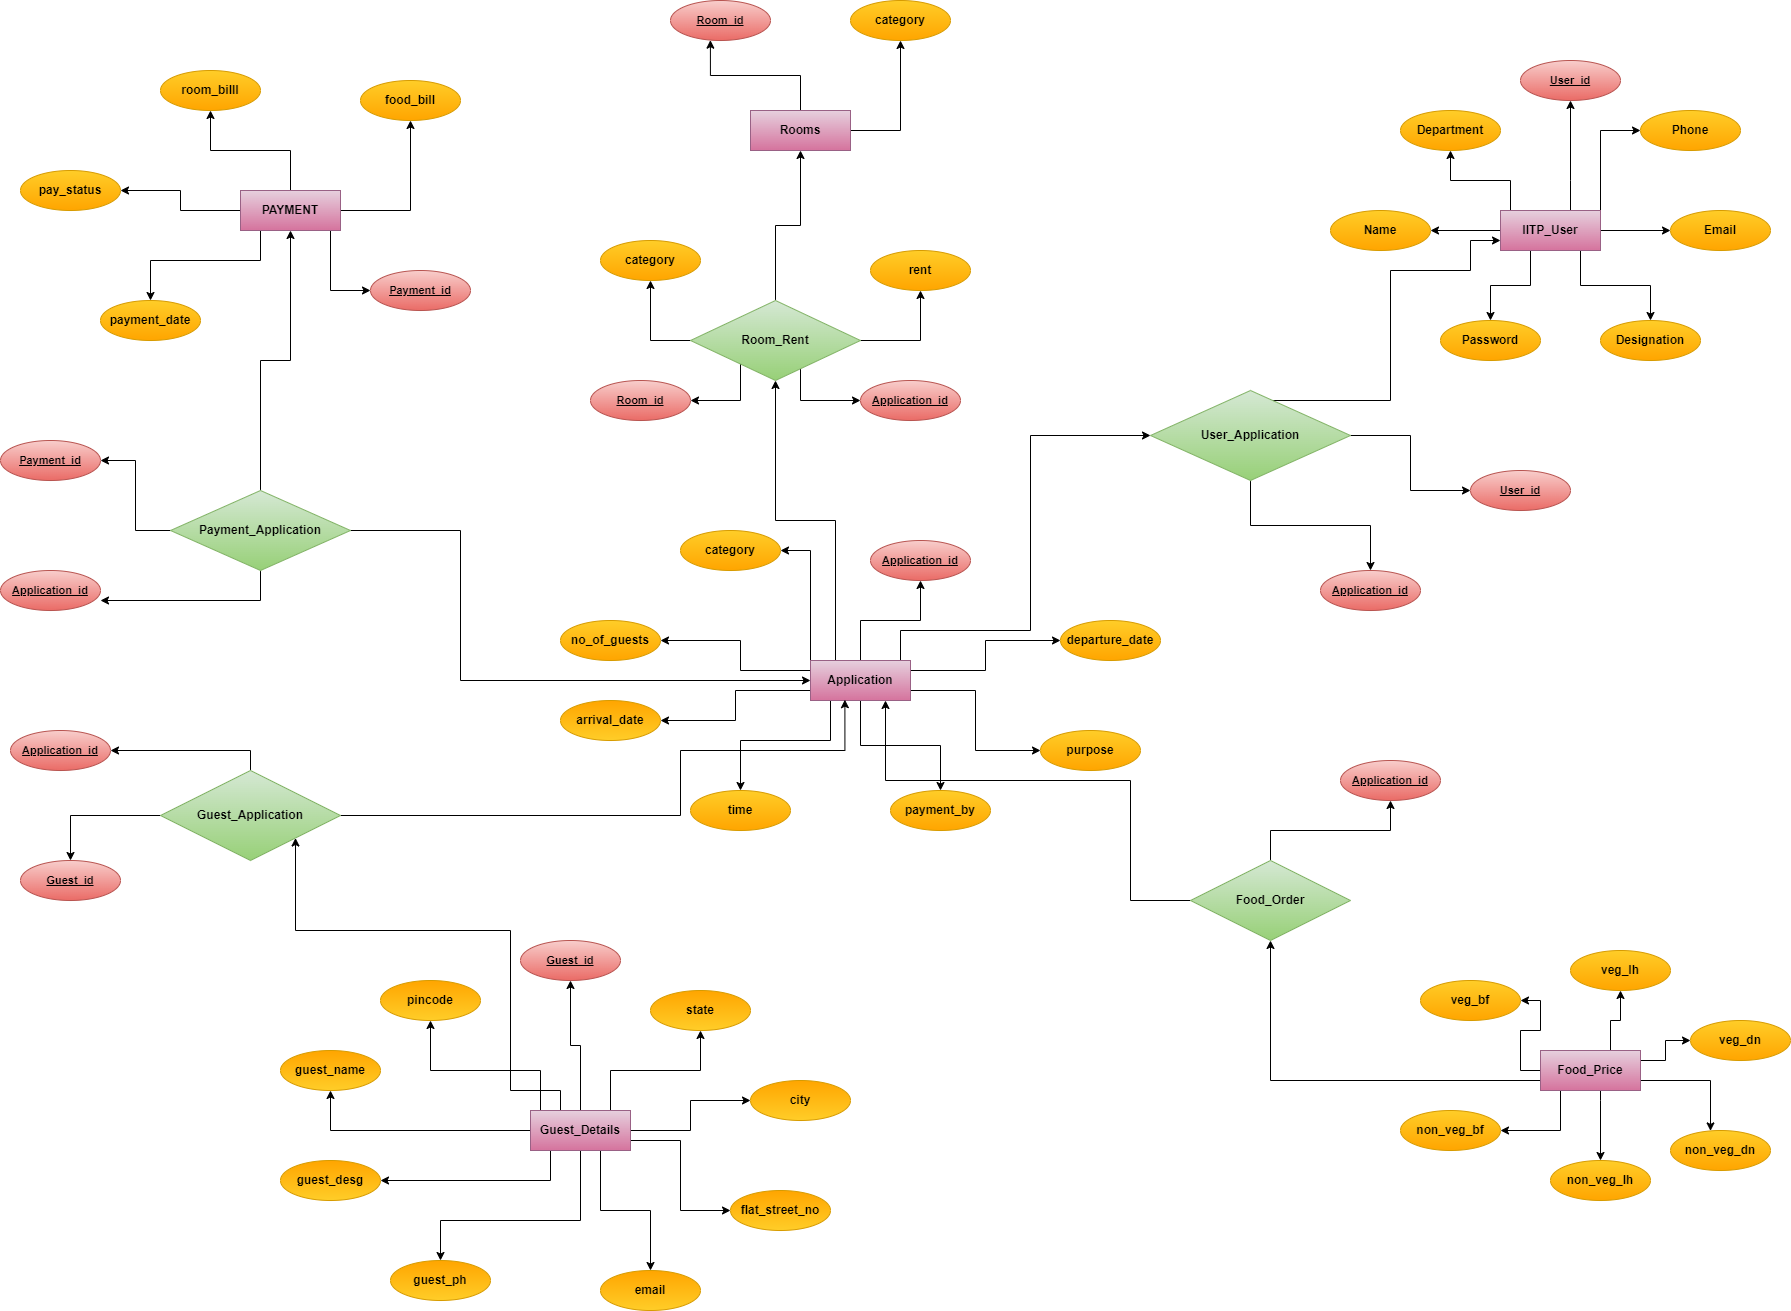 Room_id
category
User_id
room_billl
food_bill
Rooms
Department
Phone
pay_status
PAYMENT
Name
IITP_User
Email
category
rent
Payment_id
payment_date
Room_Rent
Password
Designation
Room_id
Application_id
User_Application
Payment_id
User_id
Payment_Application
category
Application_id
Application_id
Application_id
no_of_guests
departure_date
Application
arrival_date
purpose
Application_id
Application_id
time
payment_by
Guest_Application
Guest_id
Food_Order
Guest_id
veg_lh
pincode
state
veg_bf
veg_dn
guest_name
Food_Price
city
Guest_Details
non_veg_bf
non_veg_dn
guest_desg
non_veg_lh
flat_street_no
guest_ph
email